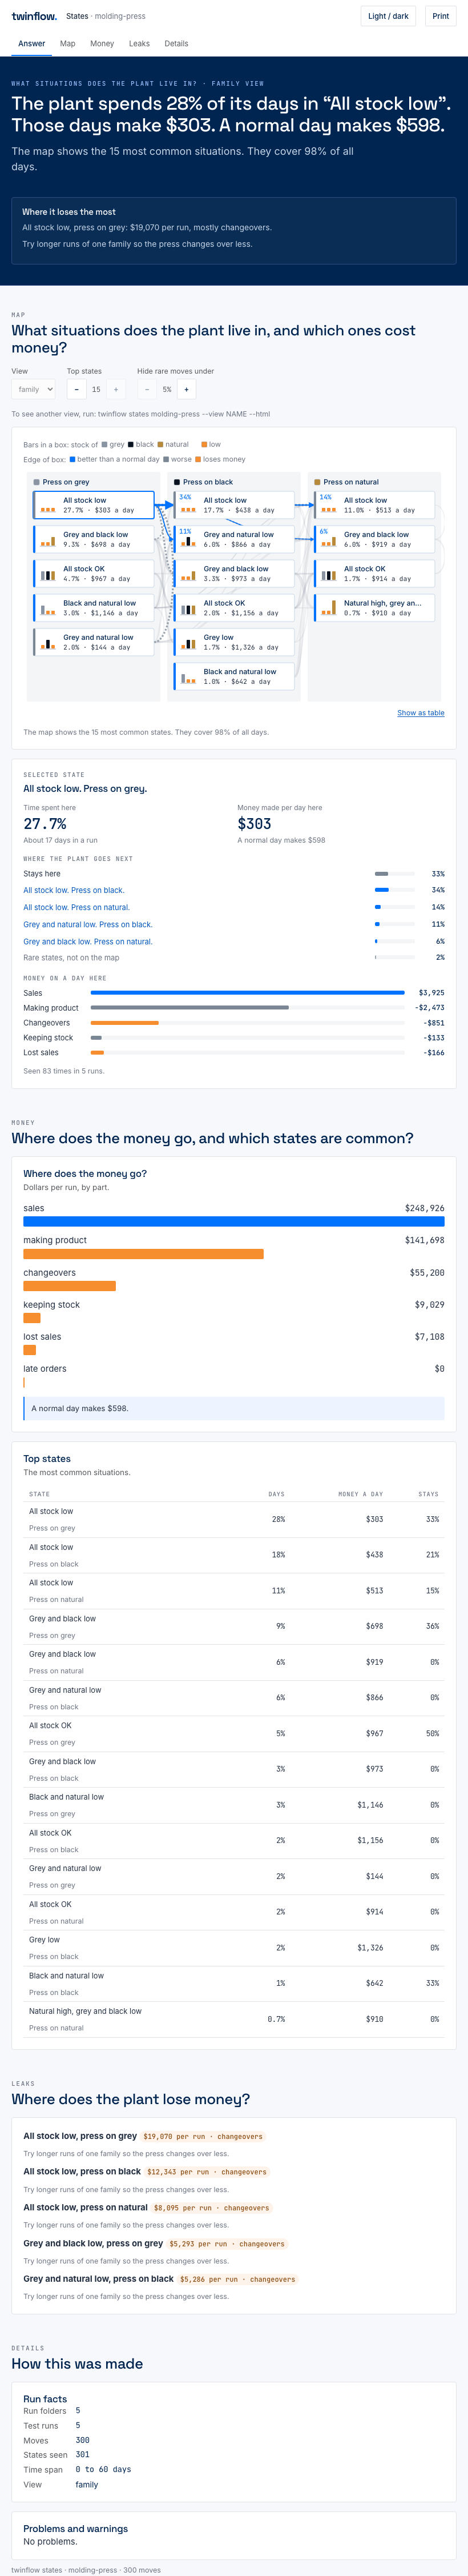 twinflow. States · molding-press
Light / dark
Print
Answer Map Money Leaks Details
WHAT SITUATIONS DOES THE PLANT LIVE IN? · FAMILY VIEW
The plant spends 28% of its days in “All stock low”.
Those days make $303. A normal day makes $598.
The map shows the 15 most common situations. They cover 98% of all
days.
Where it loses the most
All stock low, press on grey: $19,070 per run, mostly changeovers.
Try longer runs of one family so the press changes over less.
MAP
What situations does the plant live in, and which ones cost
money?
View Top states Hide rare moves under
family − 15 + − 5% +
To see another view, run: twinflow states molding-press --view NAME --html
Bars in a box: stock of grey black natural low
Edge of box: better than a normal day worse loses money
Press on grey
All stock low
27.7% · $303 a day
Grey and black low
9.3% · $698 a day
All stock OK
4.7% · $967 a day
Black and natural low
3.0% · $1,146 a day
Grey and natural low
2.0% · $144 a day
Press on black
34%
All stock low
17.7% · $438 a day
11%
Grey and natural low
6.0% · $866 a day
Grey and black low
3.3% · $973 a day
All stock OK
2.0% · $1,156 a day
Grey low
1.7% · $1,326 a day
Black and natural low
1.0% · $642 a day
Press on natural
14%
All stock low
11.0% · $513 a day
6%
Grey and black low
6.0% · $919 a day
All stock OK
1.7% · $914 a day
Natural high, grey an...
0.7% · $910 a day
Show as table
The map shows the 15 most common states. They cover 98% of all days.
SELECTED STATE
All stock low. Press on grey.
Time spent here
27.7%
About 17 days in a run
Money made per day here
$303
A normal day makes $598
WHERE THE PLANT GOES NEXT
Stays here 33%
All stock low. Press on black. 34%
All stock low. Press on natural. 14%
Grey and natural low. Press on black. 11%
Grey and black low. Press on natural. 6%
Rare states, not on the map 2%
MONEY ON A DAY HERE
Sales $3,925
Making product -$2,473
Changeovers -$851
Keeping stock -$133
Lost sales -$166
Seen 83 times in 5 runs.
MONEY
Where does the money go, and which states are common?
Where does the money go?
Dollars per run, by part.
sales $248,926
making product $141,698
changeovers $55,200
keeping stock $9,029
lost sales $7,108
late orders $0
A normal day makes $598.
Top states
The most common situations.
STATE DAYS MONEY A DAY STAYS
All stock low
Press on grey
28% $303 33%
All stock low
Press on black
18% $438 21%
All stock low
Press on natural
11% $513 15%
Grey and black low
Press on grey
9% $698 36%
Grey and black low
Press on natural
6% $919 0%
Grey and natural low
Press on black
6% $866 0%
All stock OK
Press on grey
5% $967 50%
Grey and black low
Press on black
3% $973 0%
Black and natural low
Press on grey
3% $1,146 0%
All stock OK
Press on black
2% $1,156 0%
Grey and natural low
Press on grey
2% $144 0%
All stock OK
Press on natural
2% $914 0%
Grey low
Press on black
2% $1,326 0%
Black and natural low
Press on black
1% $642 33%
Natural high, grey and black low
Press on natural
0.7% $910 0%
LEAKS
Where does the plant lose money?
All stock low, press on grey $19,070 per run · changeovers
Try longer runs of one family so the press changes over less.
All stock low, press on black $12,343 per run · changeovers
Try longer runs of one family so the press changes over less.
All stock low, press on natural $8,095 per run · changeovers
Try longer runs of one family so the press changes over less.
Grey and black low, press on grey $5,293 per run · changeovers
Try longer runs of one family so the press changes over less.
Grey and natural low, press on black $5,286 per run · changeovers
Try longer runs of one family so the press changes over less.
DETAILS
How this was made
Run facts
Run folders 5
Test runs 5
Moves 300
States seen 301
Time span 0 to 60 days
View family
Problems and warnings
No problems.
twinflow states · molding-press · 300 moves